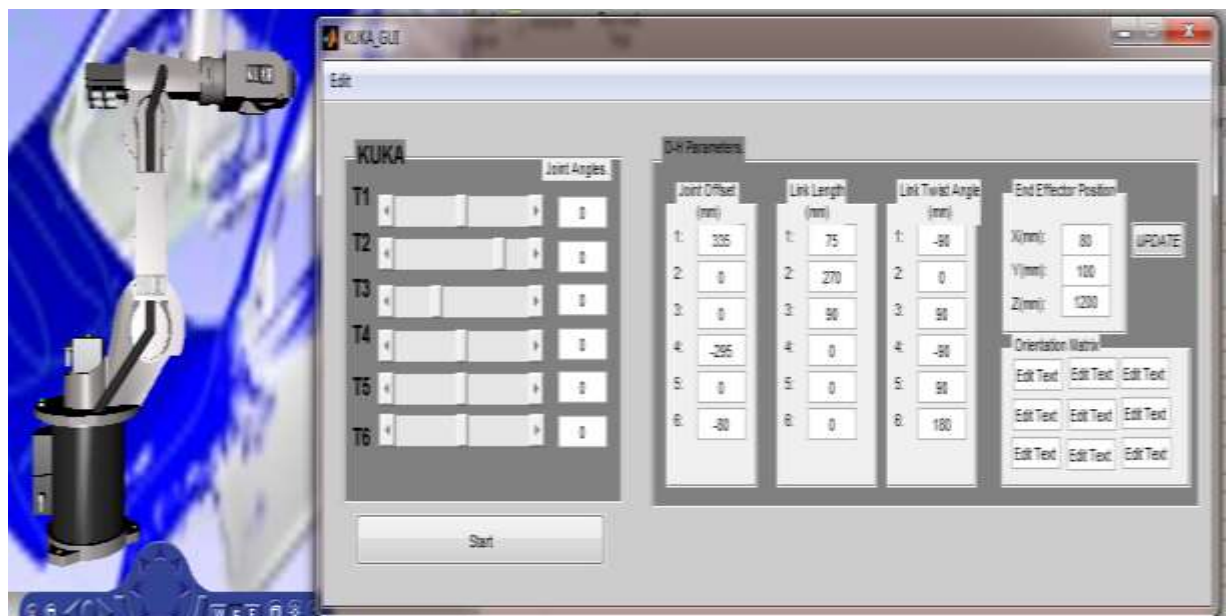 KUKA_GUI
Edit
KUKA
Joint Angles.
T1
0
T2
0
T3
0
T4
0
T5
0
T6
0
Start
D-H Parameters.
Joint Offset
(mm)
1: 335
2: 0
3: 0
4: -295
5: 0
6: -80
Link Length
(mm)
1: 75
2: 270
3: 90
4: 0
5: 0
6: 0
Link Twist Angle
(mm)
1: -90
2: 0
3: 90
4: -90
5: 90
6: 180
End Effector Position
X(mm): 80
Y(mm): 100
Z(mm): 1200
UPDATE
Orientation Matrix
Edit Text Edit Text Edit Text
Edit Text Edit Text Edit Text
Edit Text Edit Text Edit Text